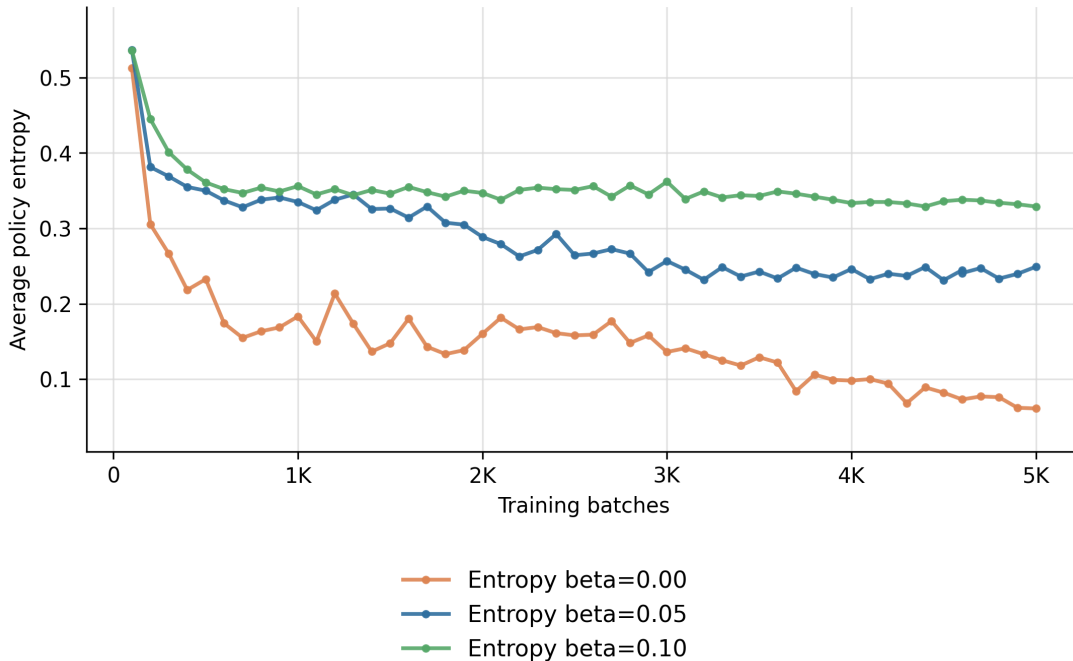 0.5
0.4
0.3
0.2
0.1
Average policy entropy
0 1K 2K 3K 4K 5K
Training batches
Entropy beta=0.00
Entropy beta=0.05
Entropy beta=0.10